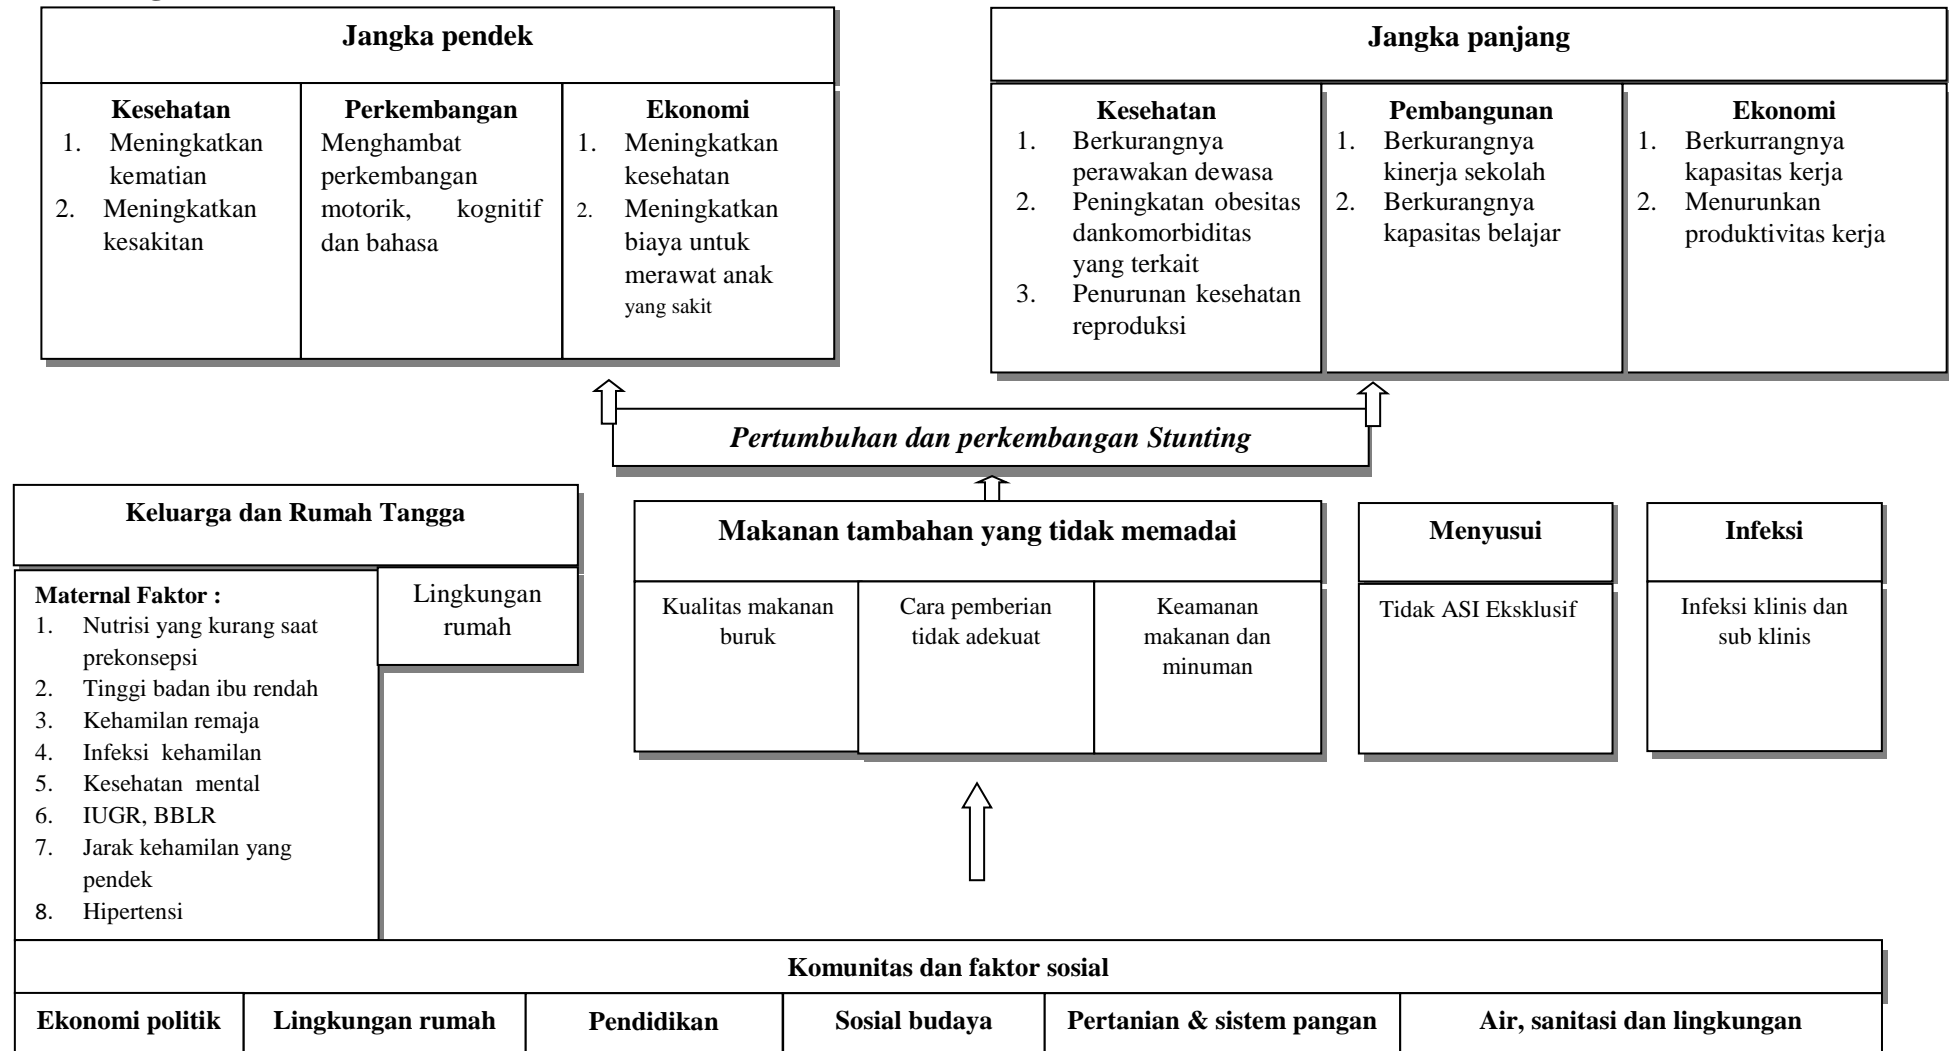 Jangka pendek
Kesehatan
1. Meningkatkan
kematian
2. Meningkatkan
kesakitan
Perkembangan
Menghambat
perkembangan
motorik, kognitif
dan bahasa
Ekonomi
1. Meningkatkan
kesehatan
2. Meningkatkan
biaya untuk
merawat anak
yang sakit
Jangka panjang
Kesehatan
1. Berkurangnya
perawakan dewasa
2. Peningkatan obesitas
dankomorbiditas
yang terkait
3. Penurunan kesehatan
reproduksi
Pembangunan
1. Berkurangnya
kinerja sekolah
2. Berkurangnya
kapasitas belajar
Ekonomi
1. Berkurrangnya
kapasitas kerja
2. Menurunkan
produktivitas kerja
Pertumbuhan dan perkembangan Stunting
Keluarga dan Rumah Tangga
Maternal Faktor :
1. Nutrisi yang kurang saat
prekonsepsi
2. Tinggi badan ibu rendah
3. Kehamilan remaja
4. Infeksi kehamilan
5. Kesehatan mental
6. IUGR, BBLR
7. Jarak kehamilan yang
pendek
8. Hipertensi
Lingkungan
rumah
Makanan tambahan yang tidak memadai
Kualitas makanan
buruk
Cara pemberian
tidak adekuat
Keamanan
makanan dan
minuman
Menyusui
Tidak ASI Eksklusif
Infeksi
Infeksi klinis dan
sub klinis
Komunitas dan faktor sosial
Ekonomi politik
Lingkungan rumah
Pendidikan
Sosial budaya
Pertanian & sistem pangan
Air, sanitasi dan lingkungan